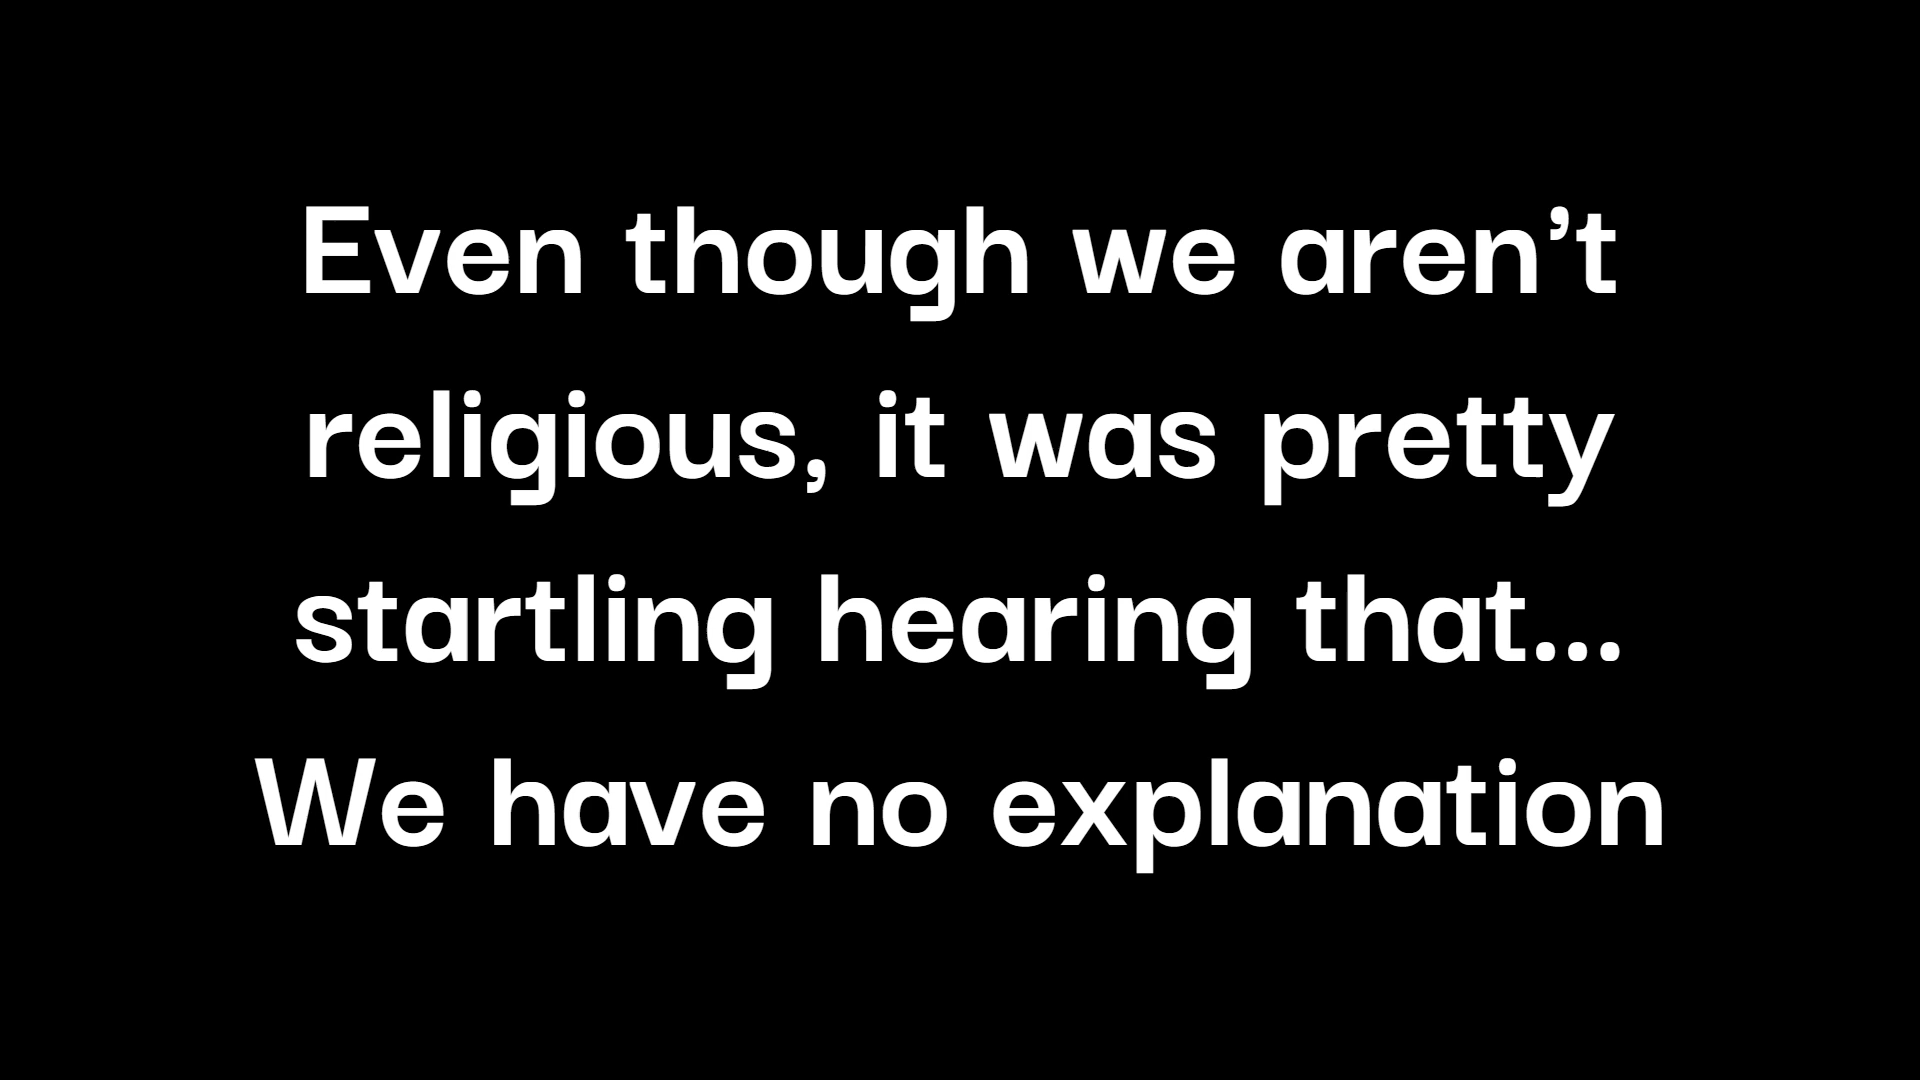 Even though we aren’t
religious, it was pretty
startling hearing that...
We have no explanation